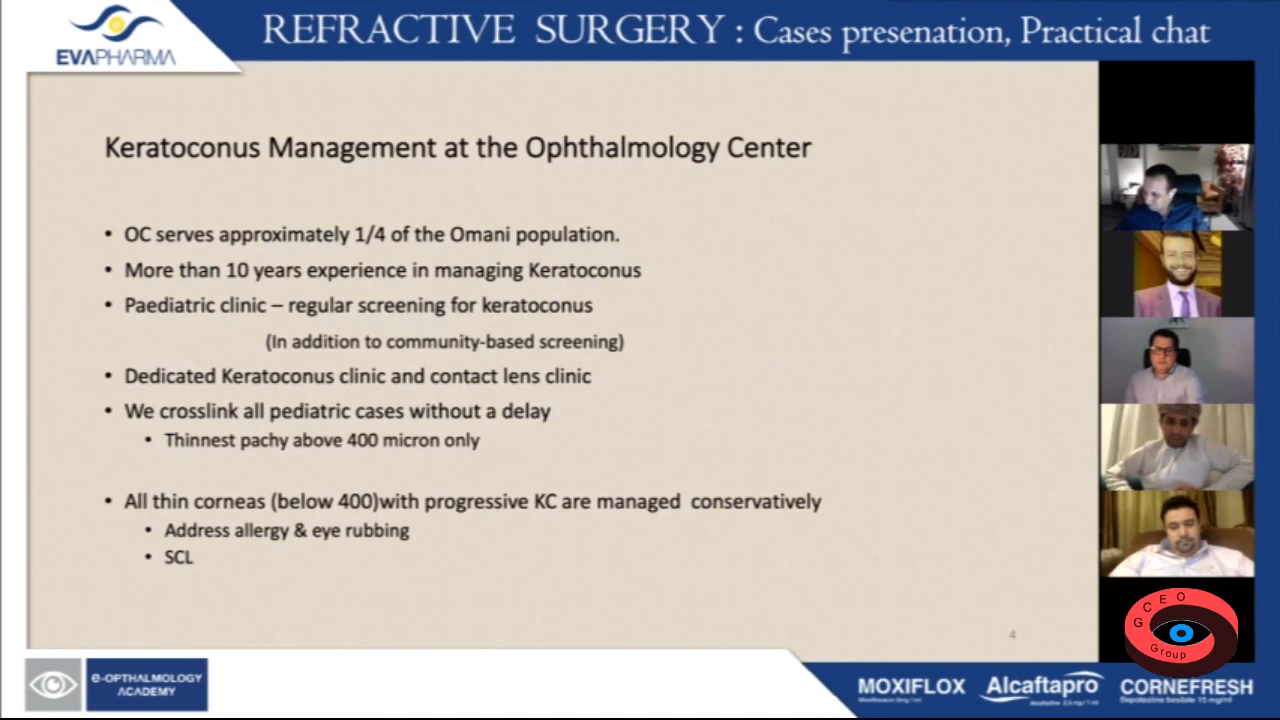 REFRACTIVE SURGERY : Cases presenation, Practical chat
EVAPHARMA
Keratoconus Management at the Ophthalmology Center
• OC serves approximately 1/4 of the Omani population.
• More than 10 years experience in managing Keratoconus
• Paediatric clinic – regular screening for keratoconus
(In addition to community-based screening)
• Dedicated Keratoconus clinic and contact lens clinic
• We crosslink all pediatric cases without a delay
• Thinnest pachy above 400 micron only
• All thin corneas (below 400)with progressive KC are managed conservatively
• Address allergy & eye rubbing
• SCL
4
GCEO
Group
e-OPTHALMOLOGY
ACADEMY
MOXIFLOX Alcaftapro CORNEFRESH